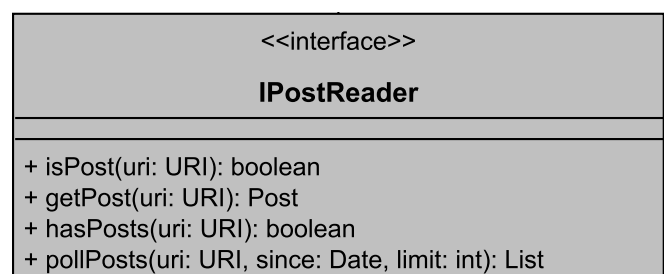 <<interface>>
IPostReader
+ isPost(uri: URI): boolean
+ getPost(uri: URI): Post
+ hasPosts(uri: URI): boolean
+ pollPosts(uri: URI, since: Date, limit: int): List